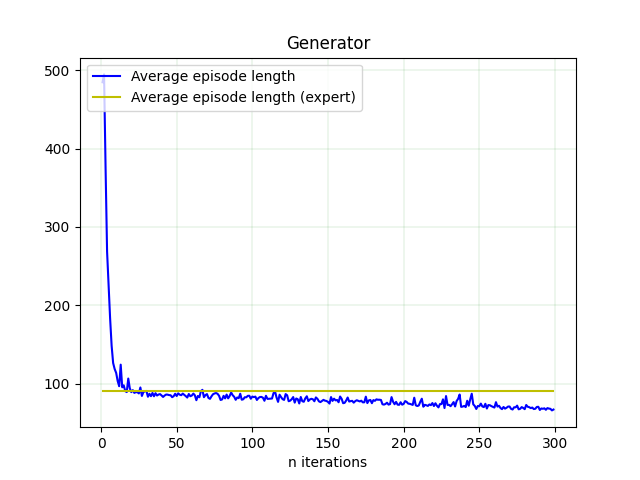 Generator
Average episode length
Average episode length (expert)
500
400
300
200
100
0 50 100 150 200 250 300
n iterations